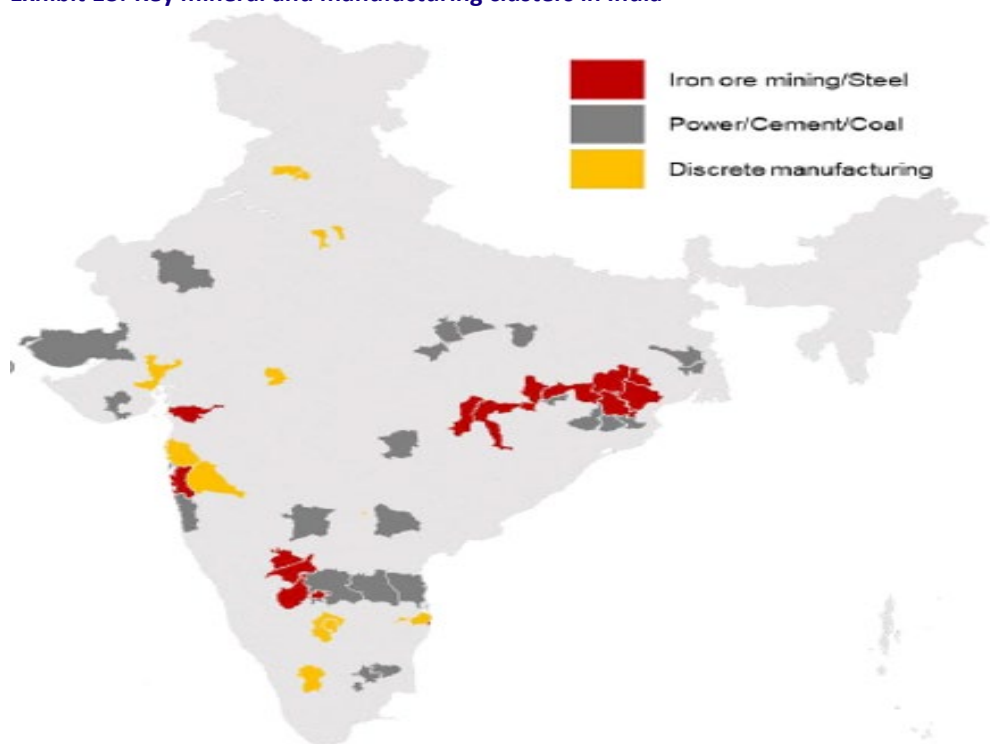 Iron ore mining/Steel
Power/Cement/Coal
Discrete manufacturing